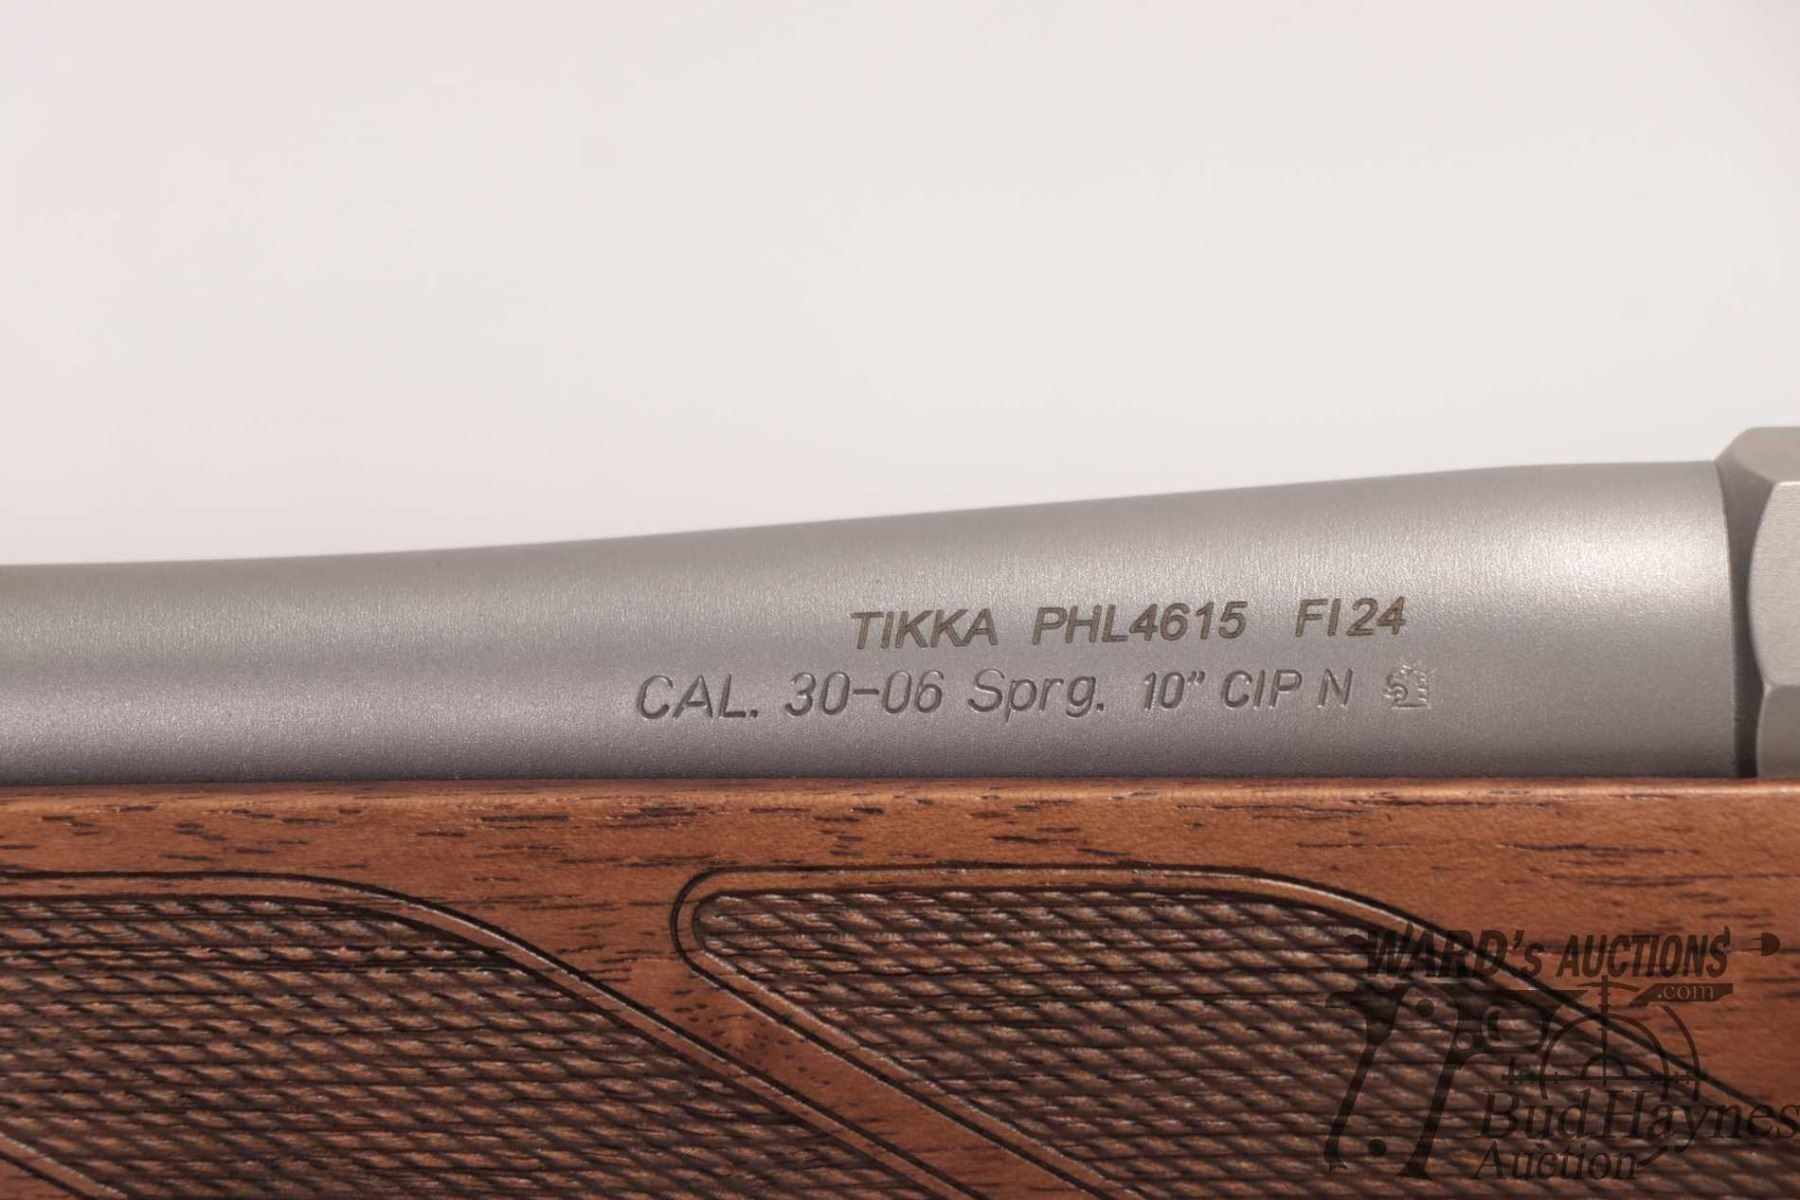 TIKKA PHL4615 FI24
CAL. 30-06 Sprg. 10" CIP N
WARD's AUCTIONS
.com
Bud Haynes
Auction